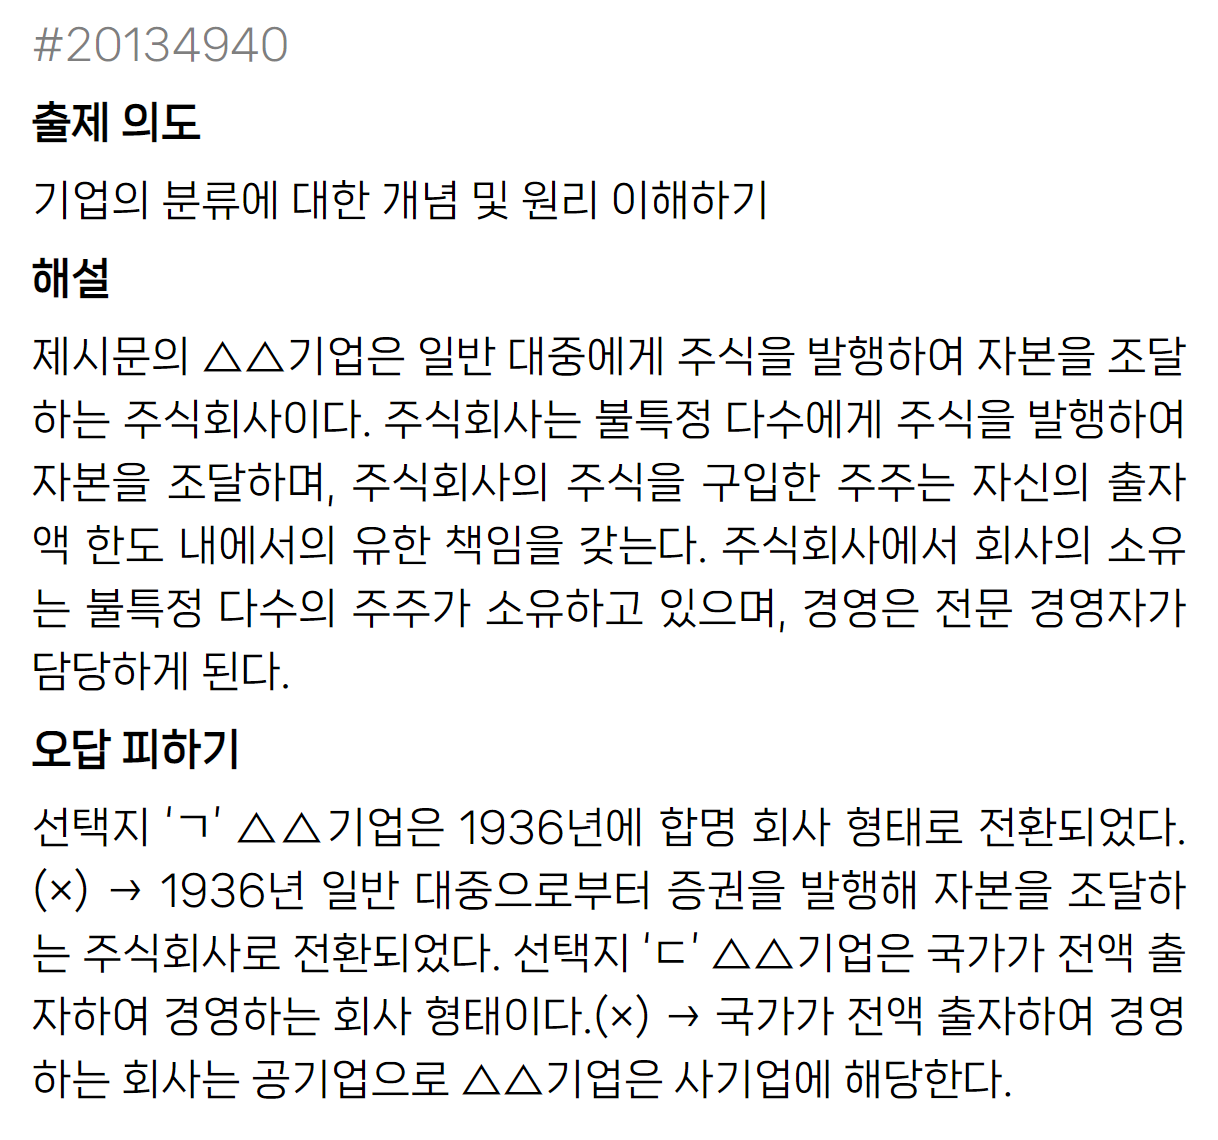 #20134940
출제 의도
기업의 분류에 대한 개념 및 원리 이해하기
해설
제시문의 △△기업은 일반 대중에게 주식을 발행하여 자본을 조달
하는 주식회사이다. 주식회사는 불특정 다수에게 주식을 발행하여
자본을 조달하며, 주식회사의 주식을 구입한 주주는 자신의 출자
액 한도 내에서의 유한 책임을 갖는다. 주식회사에서 회사의 소유
는 불특정 다수의 주주가 소유하고 있으며, 경영은 전문 경영자가
담당하게 된다.
오답 피하기
선택지 ‘ㄱ’ △△기업은 1936년에 합명 회사 형태로 전환되었다.
(×) → 1936년 일반 대중으로부터 증권을 발행해 자본을 조달하
는 주식회사로 전환되었다. 선택지 ‘ㄷ’ △△기업은 국가가 전액 출
자하여 경영하는 회사 형태이다.(×) → 국가가 전액 출자하여 경영
하는 회사는 공기업으로 △△기업은 사기업에 해당한다.